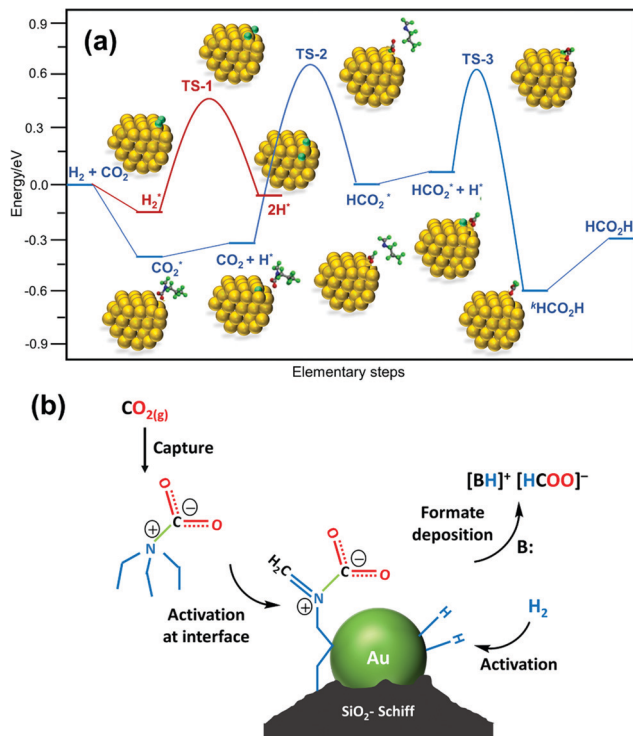 (a)
Energy/eV
0.9
0.6
0.3
0.0
-0.3
-0.6
-0.9
H₂ + CO₂
H₂*
TS-1
2H*
CO₂*
CO₂ + H*
TS-2
HCO₂*
HCO₂* + H*
TS-3
ᵏHCO₂H
HCO₂H
Elementary steps
(b)
CO₂(g)
Capture
O
C
⊖
O
⊕
N
Activation
at interface
H₂C
N
⊕
C
⊖
O
O
Au
SiO₂- Schiff
H
H
H₂
Activation
B:
Formate
deposition
[BH]⁺ [HCOO]⁻